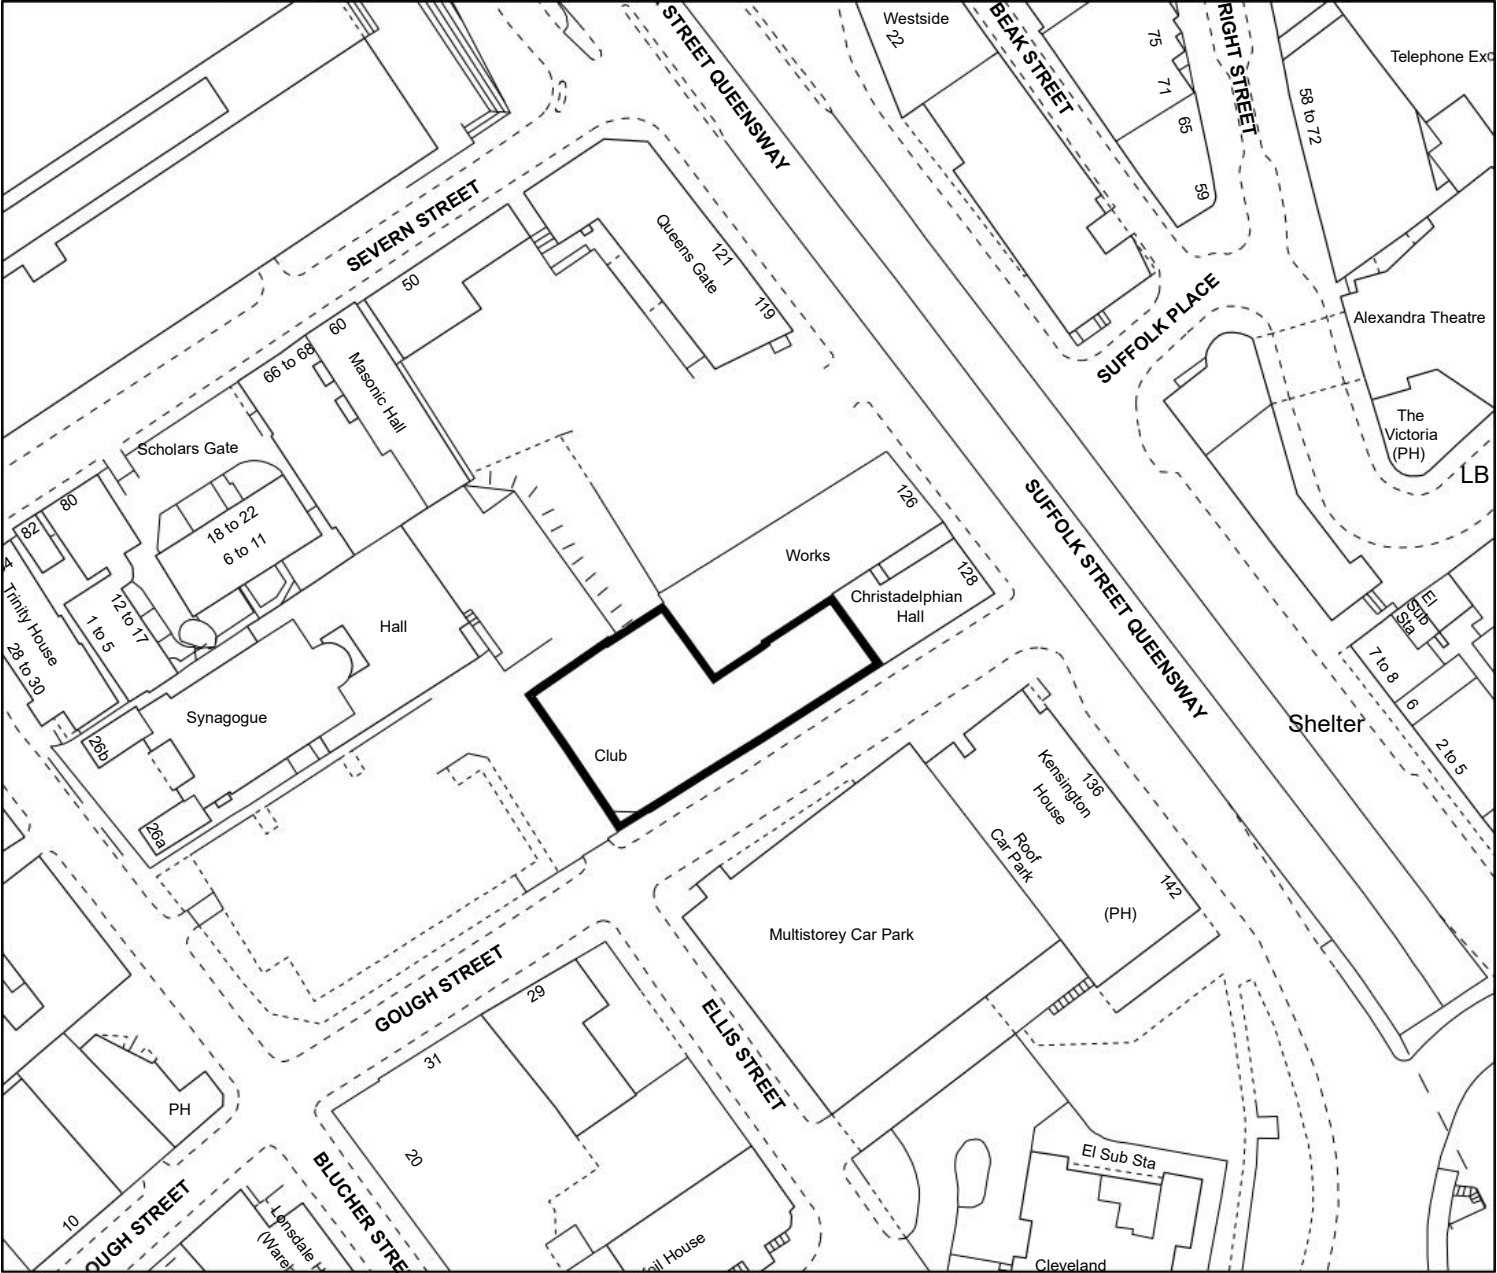 STREET QUEENSWAY
Westside
22
BEAK STREET
75
71
65
59
RIGHT STREET
58 to 72
Telephone Exc
SEVERN STREET
Queens Gate
121
119
50
60
66 to 68
Masonic Hall
SUFFOLK PLACE
Alexandra Theatre
The
Victoria
(PH)
LB
Scholars Gate
80
82
18 to 22
6 to 11
12 to 17
1 to 5
Trinity House
28 to 30
Hall
Synagogue
26b
26a
126
Works
128
Christadelphian
Hall
SUFFOLK STREET QUEENSWAY
El
Sub
Sta
7 to 8
6
2 to 5
Shelter
Club
136
Kensington
House
Roof
Car Park
142
(PH)
Multistorey Car Park
GOUGH STREET
29
31
ELLIS STREET
PH
20
BLUCHER STRE
10
OUGH STREET
Lonsdale H
(Wareh
oil House
El Sub Sta
Cleveland